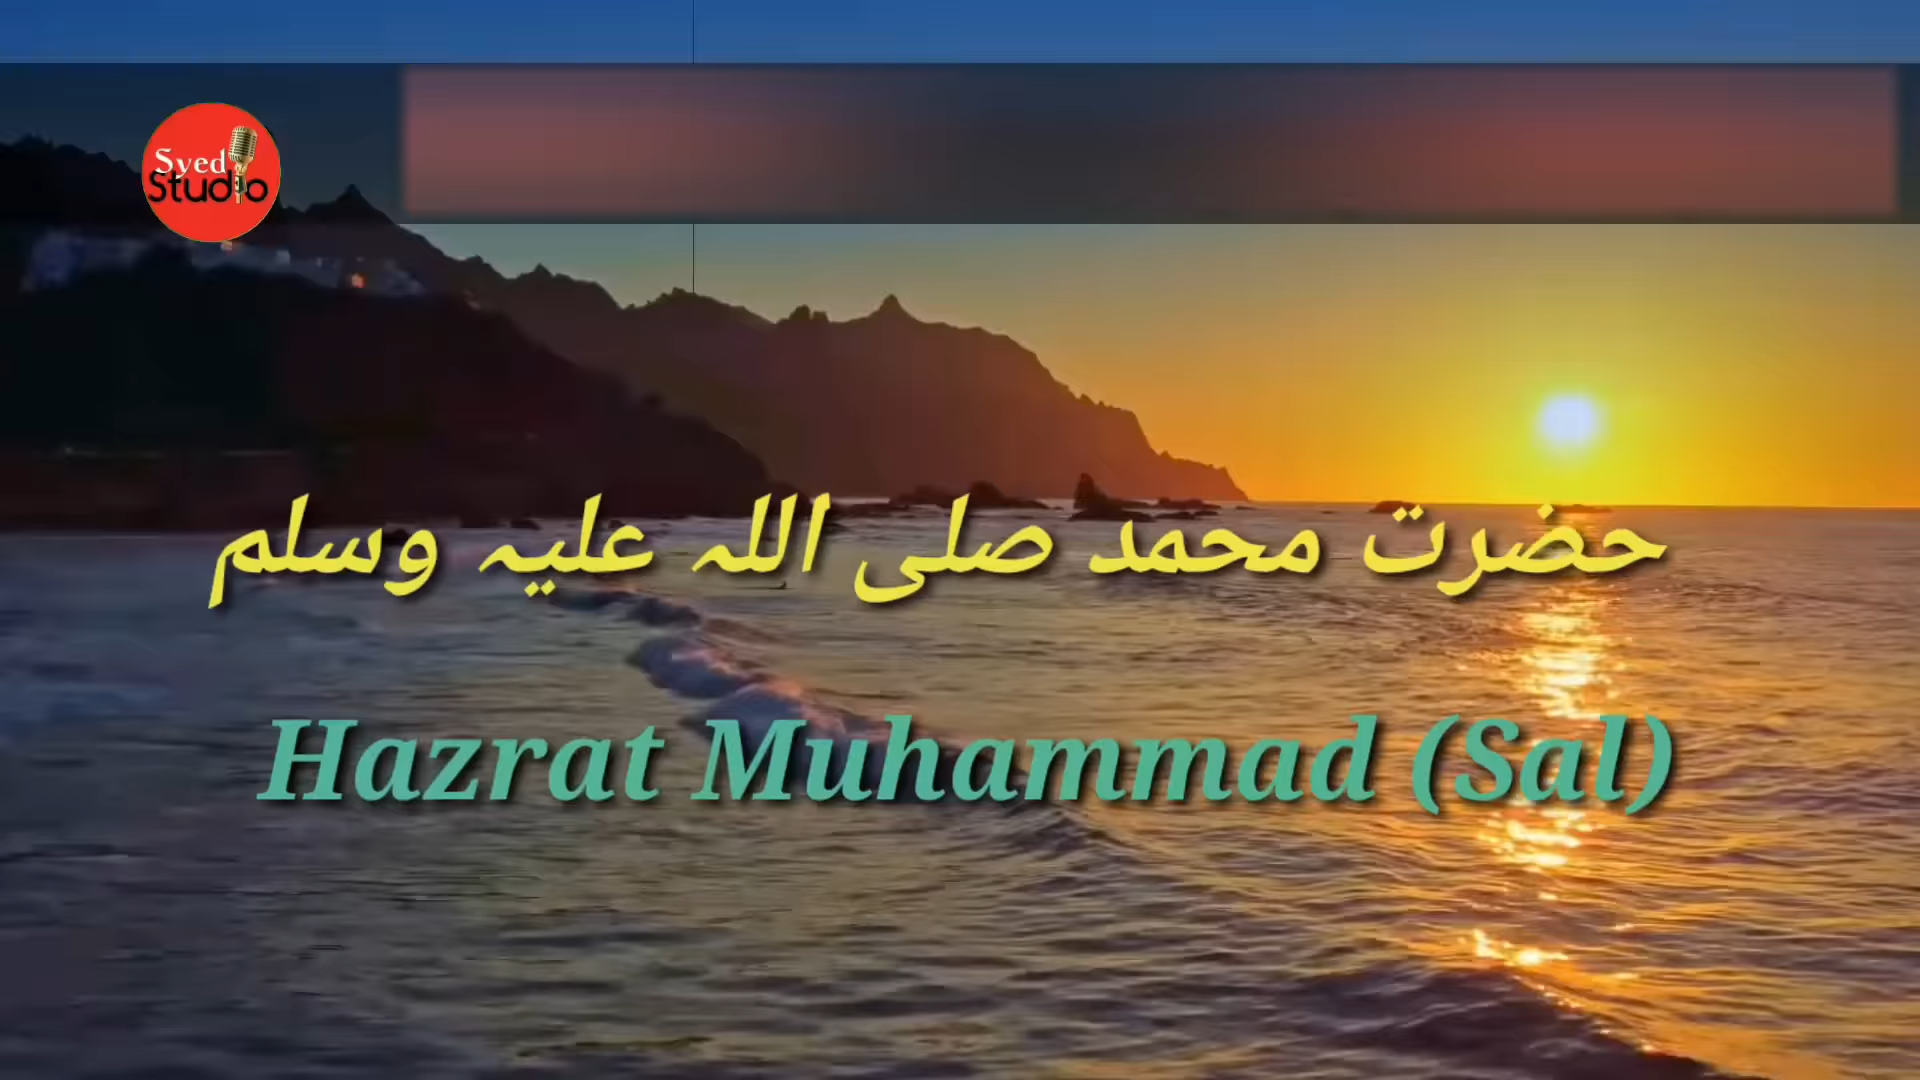 Syed
Studio
حضرت محمد صلی اللہ علیہ وسلم
Hazrat Muhammad (Sal)